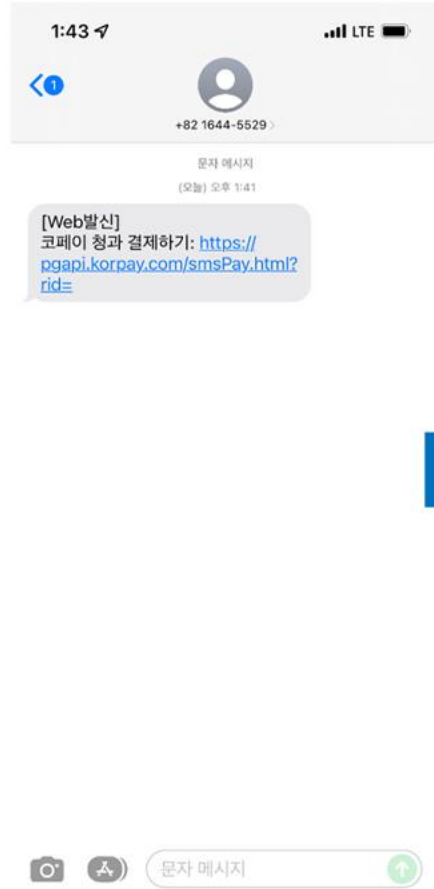 1:43
LTE
1
+82 1644-5529
문자 메시지
(오늘) 오후 1:41
[Web발신]
코페이 청과 결제하기: https://
pgapi.korpay.com/smsPay.html?
rid=
문자 메시지